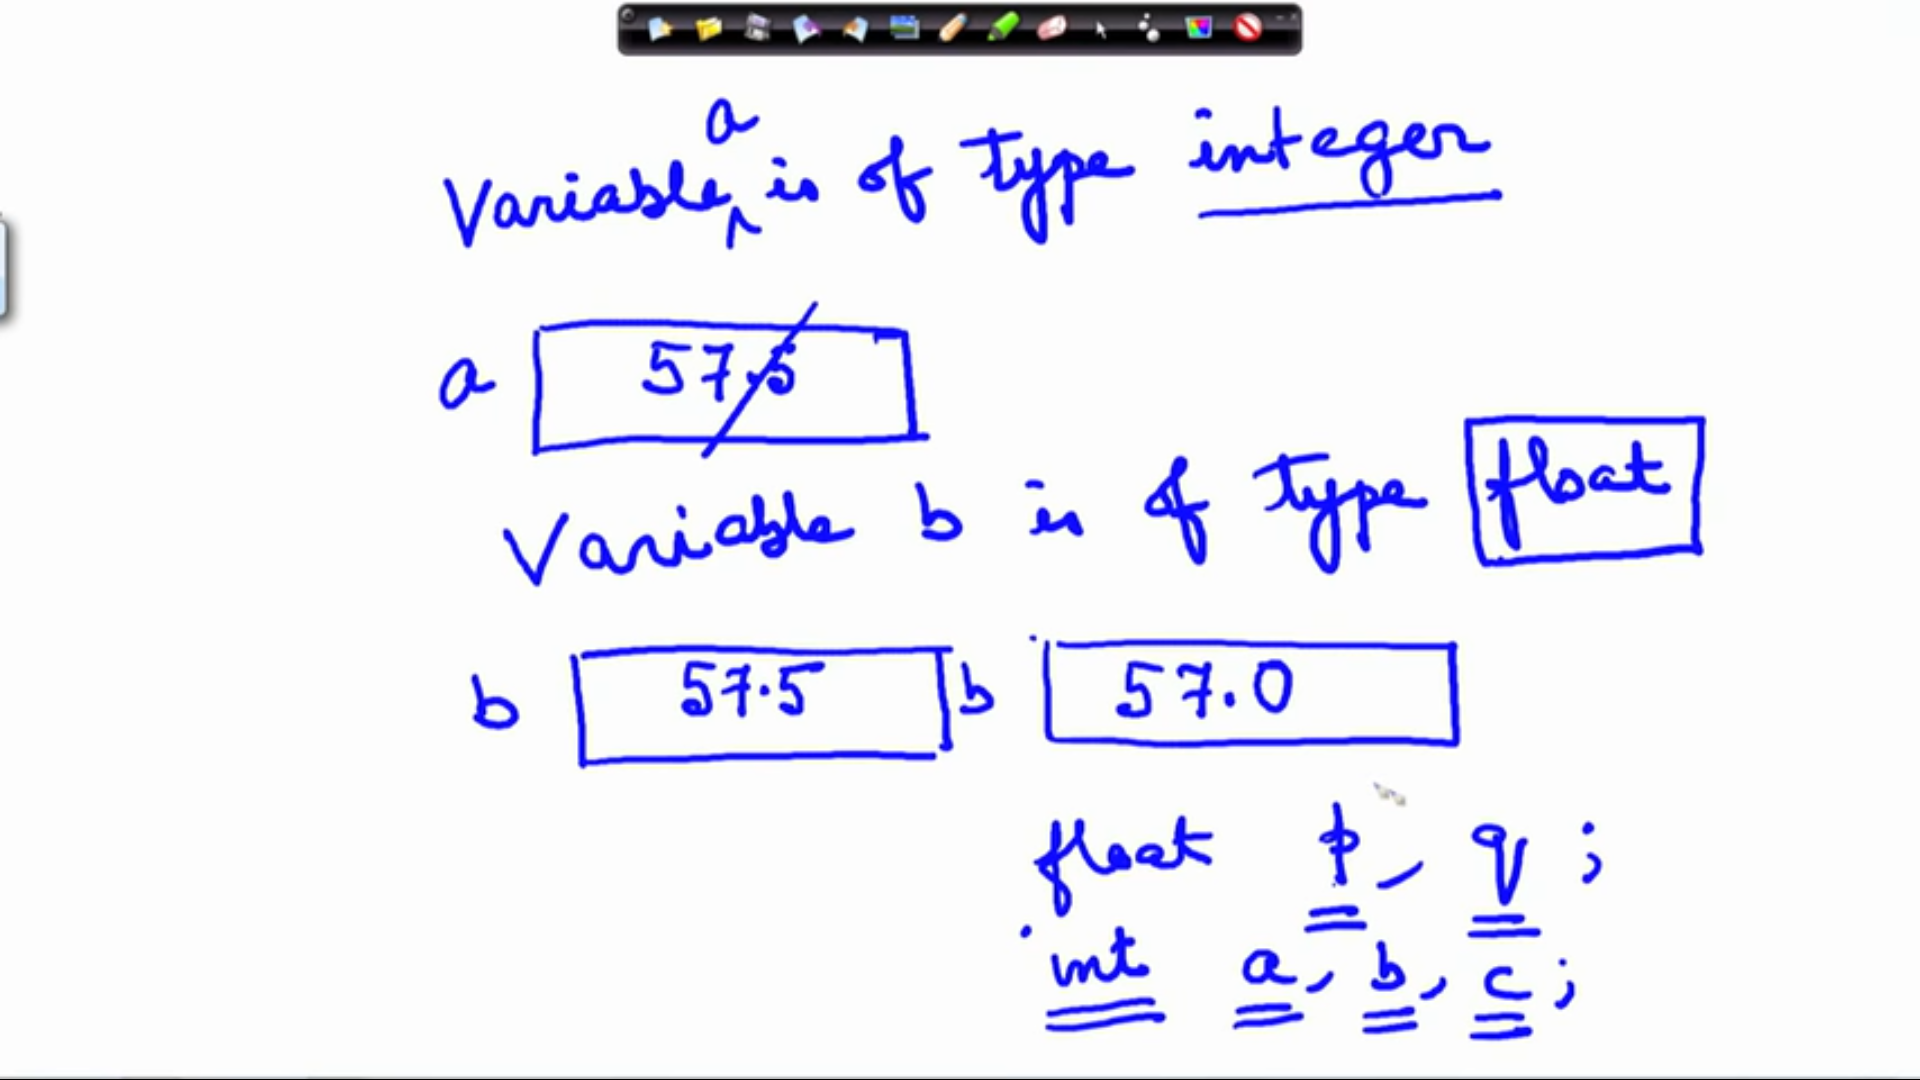 Variable a is of type integer
a 57.5
Variable b is of type float
b 57.5 b 57.0
float p, q ;
int a, b, c ;